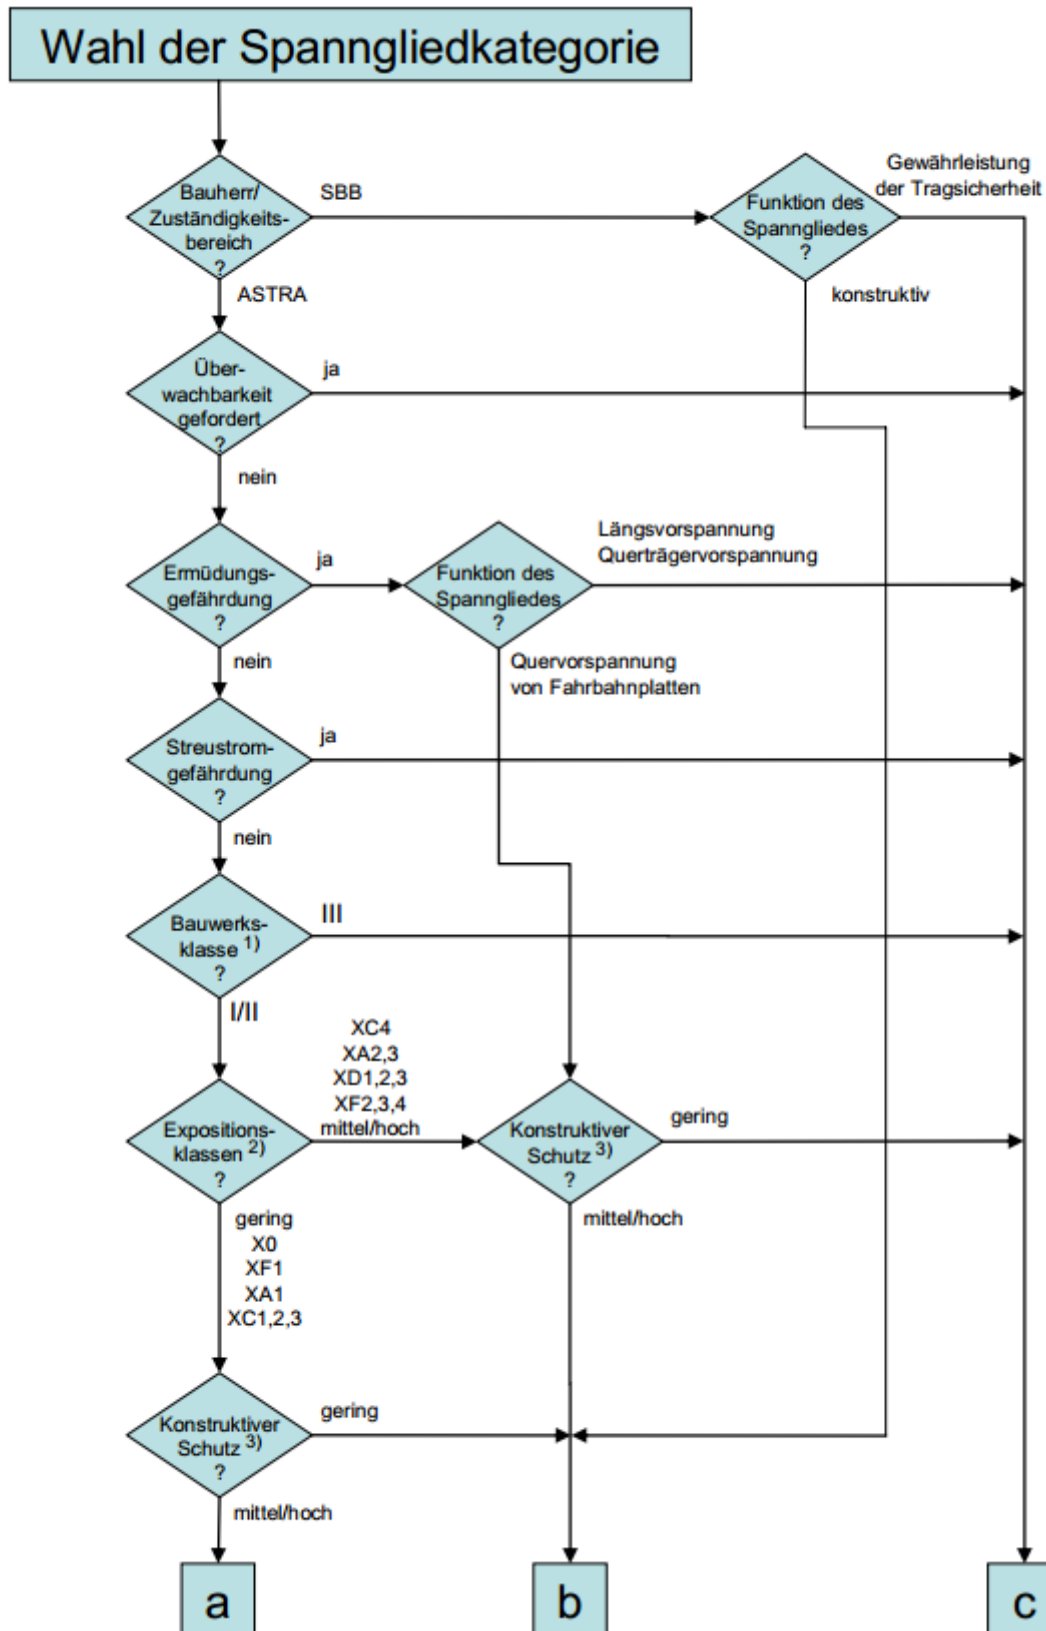 Wahl der Spanngliedkategorie
Bauherr/
Zuständigkeits-
bereich
?
SBB
Funktion des
Spanngliedes
?
Gewährleistung
der Tragsicherheit
ASTRA
konstruktiv
Über-
wachbarkeit
gefordert
?
ja
nein
Ermüdungs-
gefährdung
?
ja
Funktion des
Spanngliedes
?
Längsvorspannung
Querträgervorspannung
nein
Quervorspannung
von Fahrbahnplatten
Streustrom-
gefährdung
?
ja
nein
Bauwerks-
klasse 1)
?
III
I/II
XC4
XA2,3
XD1,2,3
XF2,3,4
mittel/hoch
Expositions-
klassen 2)
?
Konstruktiver
Schutz 3)
?
gering
mittel/hoch
gering
X0
XF1
XA1
XC1,2,3
Konstruktiver
Schutz 3)
?
gering
mittel/hoch
a
b
c